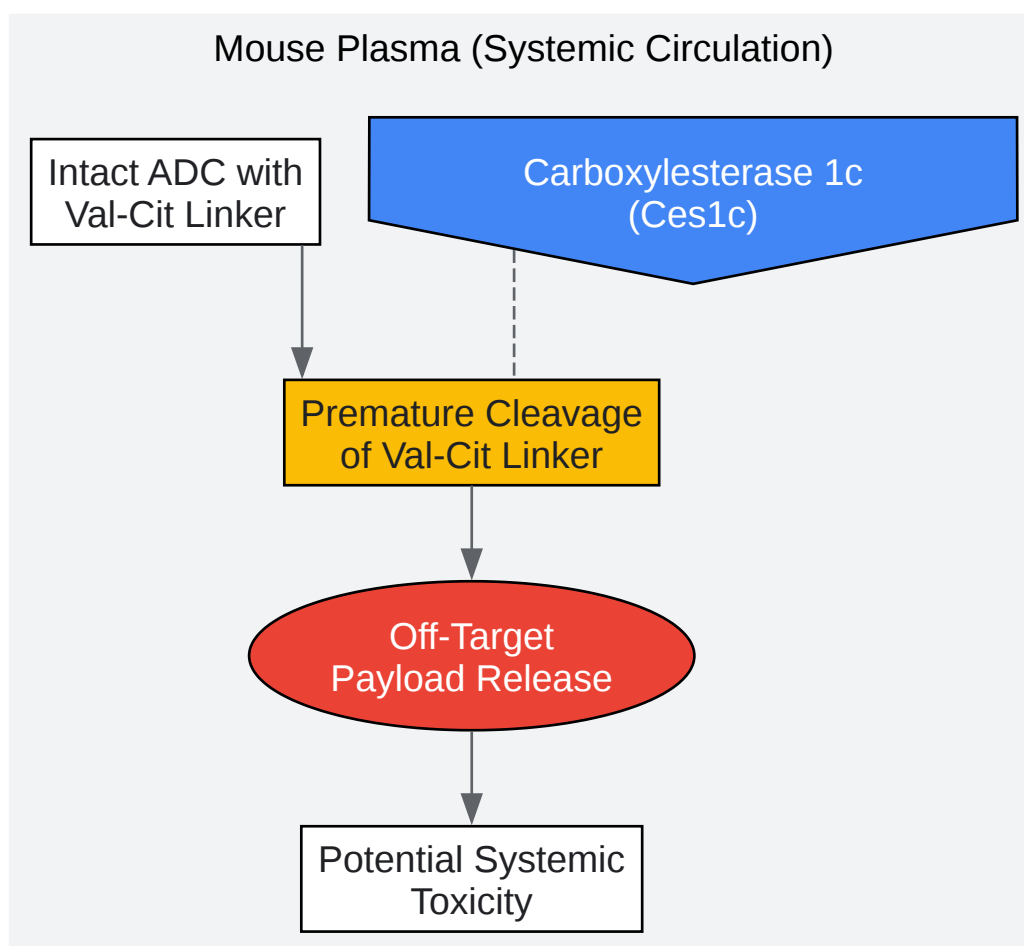 Mouse Plasma (Systemic Circulation)
Intact ADC with
Val-Cit Linker
Carboxylesterase 1c
(Ces1c)
Premature Cleavage
of Val-Cit Linker
Off-Target
Payload Release
Potential Systemic
Toxicity